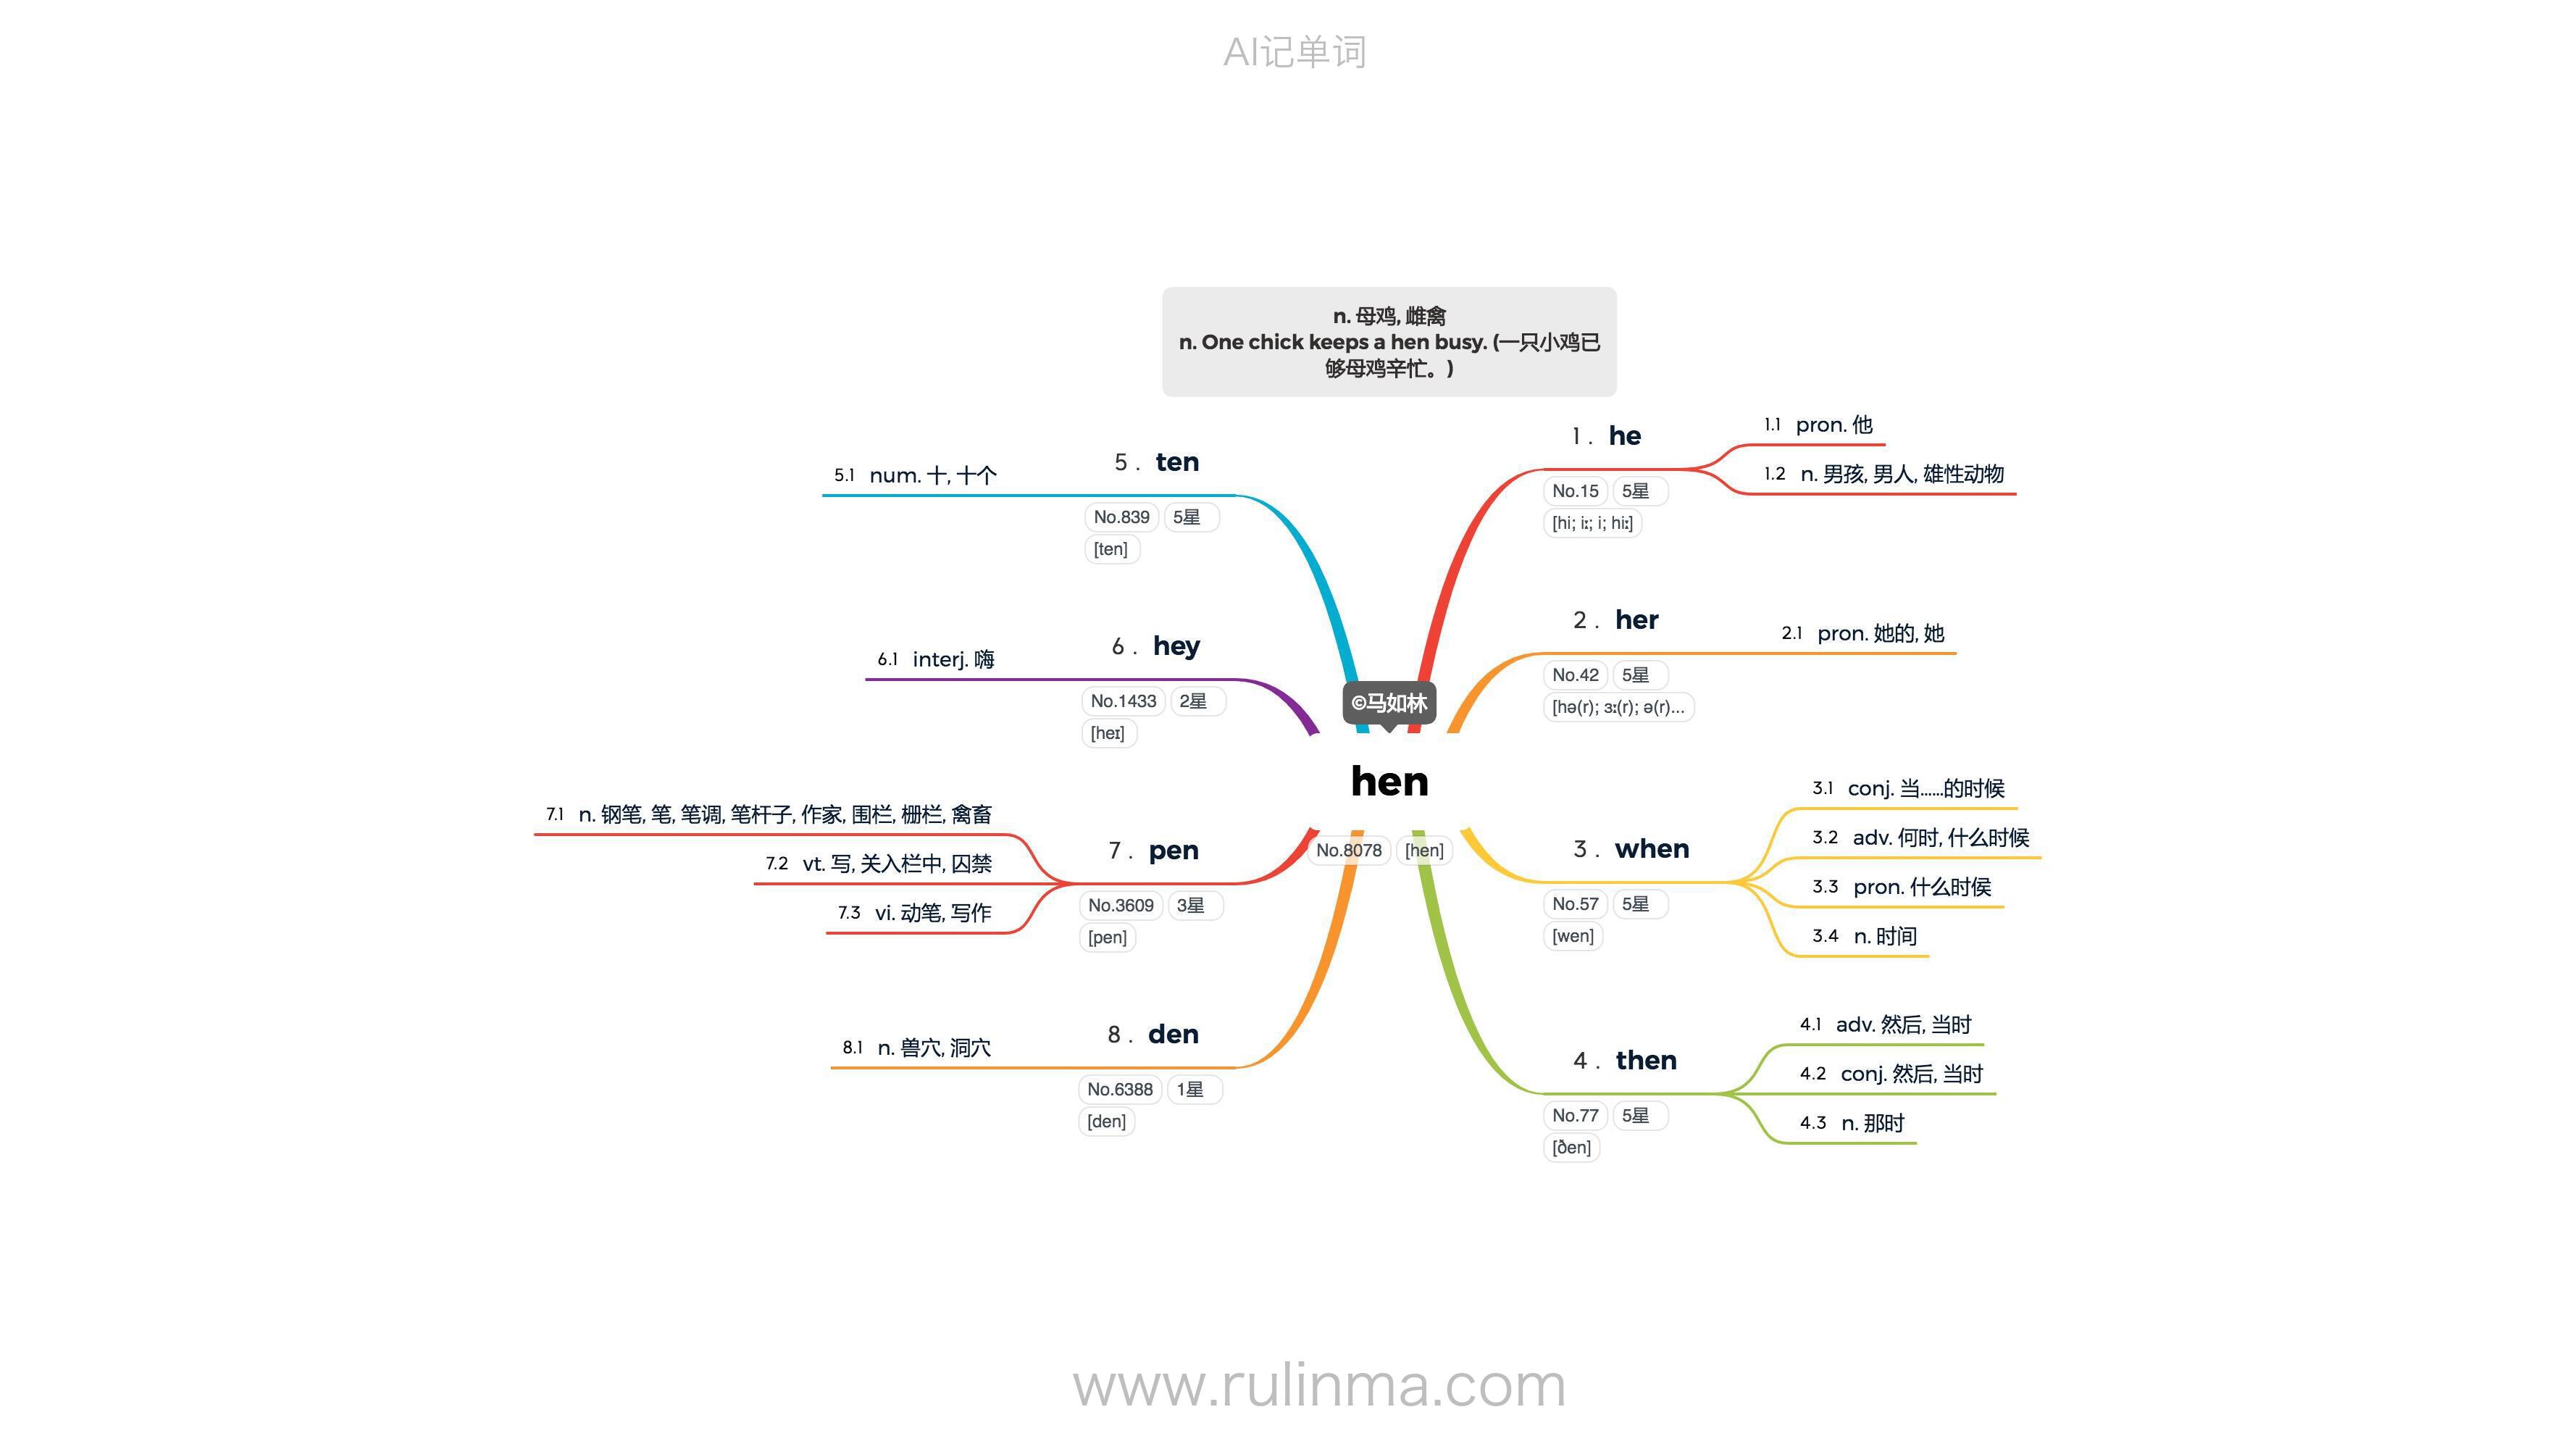 AI记单词
n. 母鸡, 雌禽
n. One chick keeps a hen busy. (一只小鸡已
够母鸡辛忙。)
©马如林
hen
No.8078 [hen]
1 . he
No.15 5星
[hi; iː; i; hiː]
1.1 pron. 他
1.2 n. 男孩, 男人, 雄性动物
2 . her
No.42 5星
[hə(r); ɜː(r); ə(r)...
2.1 pron. 她的, 她
3 . when
No.57 5星
[wen]
3.1 conj. 当......的时候
3.2 adv. 何时, 什么时候
3.3 pron. 什么时侯
3.4 n. 时间
4 . then
No.77 5星
[ðen]
4.1 adv. 然后, 当时
4.2 conj. 然后, 当时
4.3 n. 那时
5 . ten
No.839 5星
[ten]
5.1 num. 十, 十个
6 . hey
No.1433 2星
[heɪ]
6.1 interj. 嗨
7 . pen
No.3609 3星
[pen]
7.1 n. 钢笔, 笔, 笔调, 笔杆子, 作家, 围栏, 栅栏, 禽畜
7.2 vt. 写, 关入栏中, 囚禁
7.3 vi. 动笔, 写作
8 . den
No.6388 1星
[den]
8.1 n. 兽穴, 洞穴
www.rulinma.com